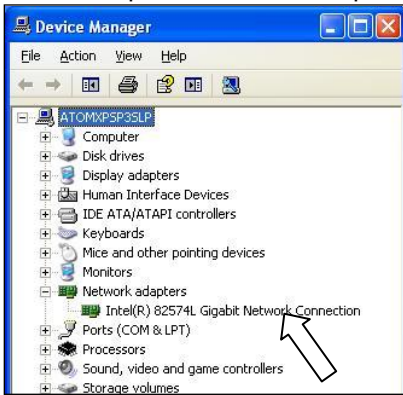 Device Manager
File Action View Help
ATOMXPSP3SLP
Computer
Disk drives
Display adapters
Human Interface Devices
IDE ATA/ATAPI controllers
Keyboards
Mice and other pointing devices
Monitors
Network adapters
Intel(R) 82574L Gigabit Network Connection
Ports (COM & LPT)
Processors
Sound, video and game controllers
Storage volumes